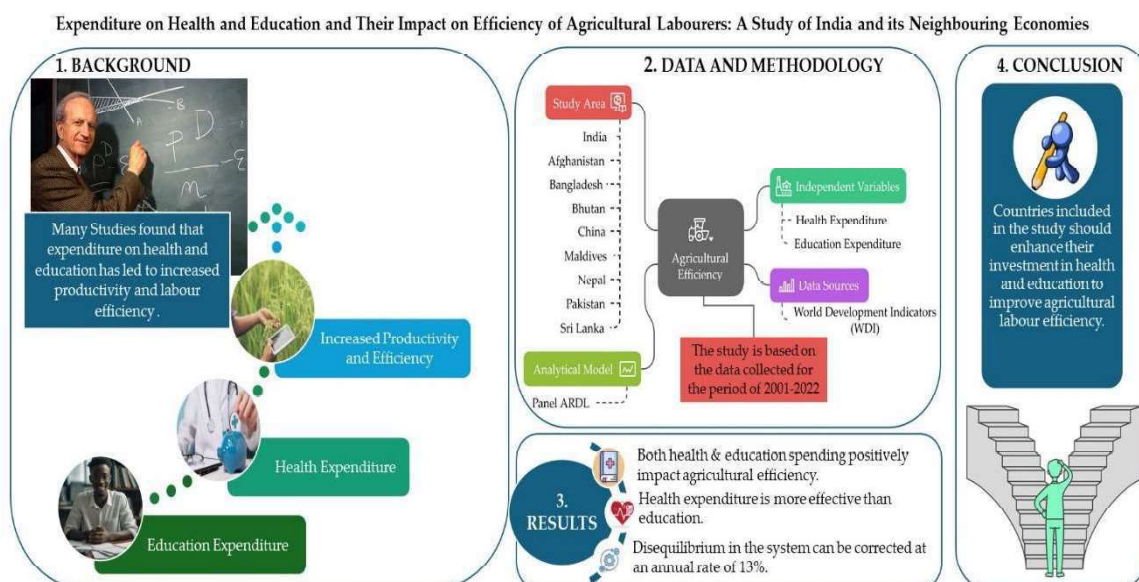 Expenditure on Health and Education and Their Impact on Efficiency of Agricultural Labourers: A Study of India and its Neighbouring Economies
1. BACKGROUND
Many Studies found that
expenditure on health and
education has led to increased
productivity and labour
efficiency .
Increased Productivity
and Efficiency
Health Expenditure
Education Expenditure
2. DATA AND METHODOLOGY
Study Area
India
Afghanistan
Bangladesh
Bhutan
China
Maldives
Nepal
Pakistan
Sri Lanka
Analytical Model
Panel ARDL
Agricultural
Efficiency
Independent Variables
Health Expenditure
Education Expenditure
Data Sources
World Development Indicators
(WDI)
The study is based on
the data collected for
the period of 2001-2022
3.
RESULTS
Both health & education spending positively
impact agricultural efficiency.
Health expenditure is more effective than
education.
Disequilibrium in the system can be corrected at
an annual rate of 13%.
4. CONCLUSION
Countries included
in the study should
enhance their
investment in health
and education to
improve agricultural
labour efficiency.